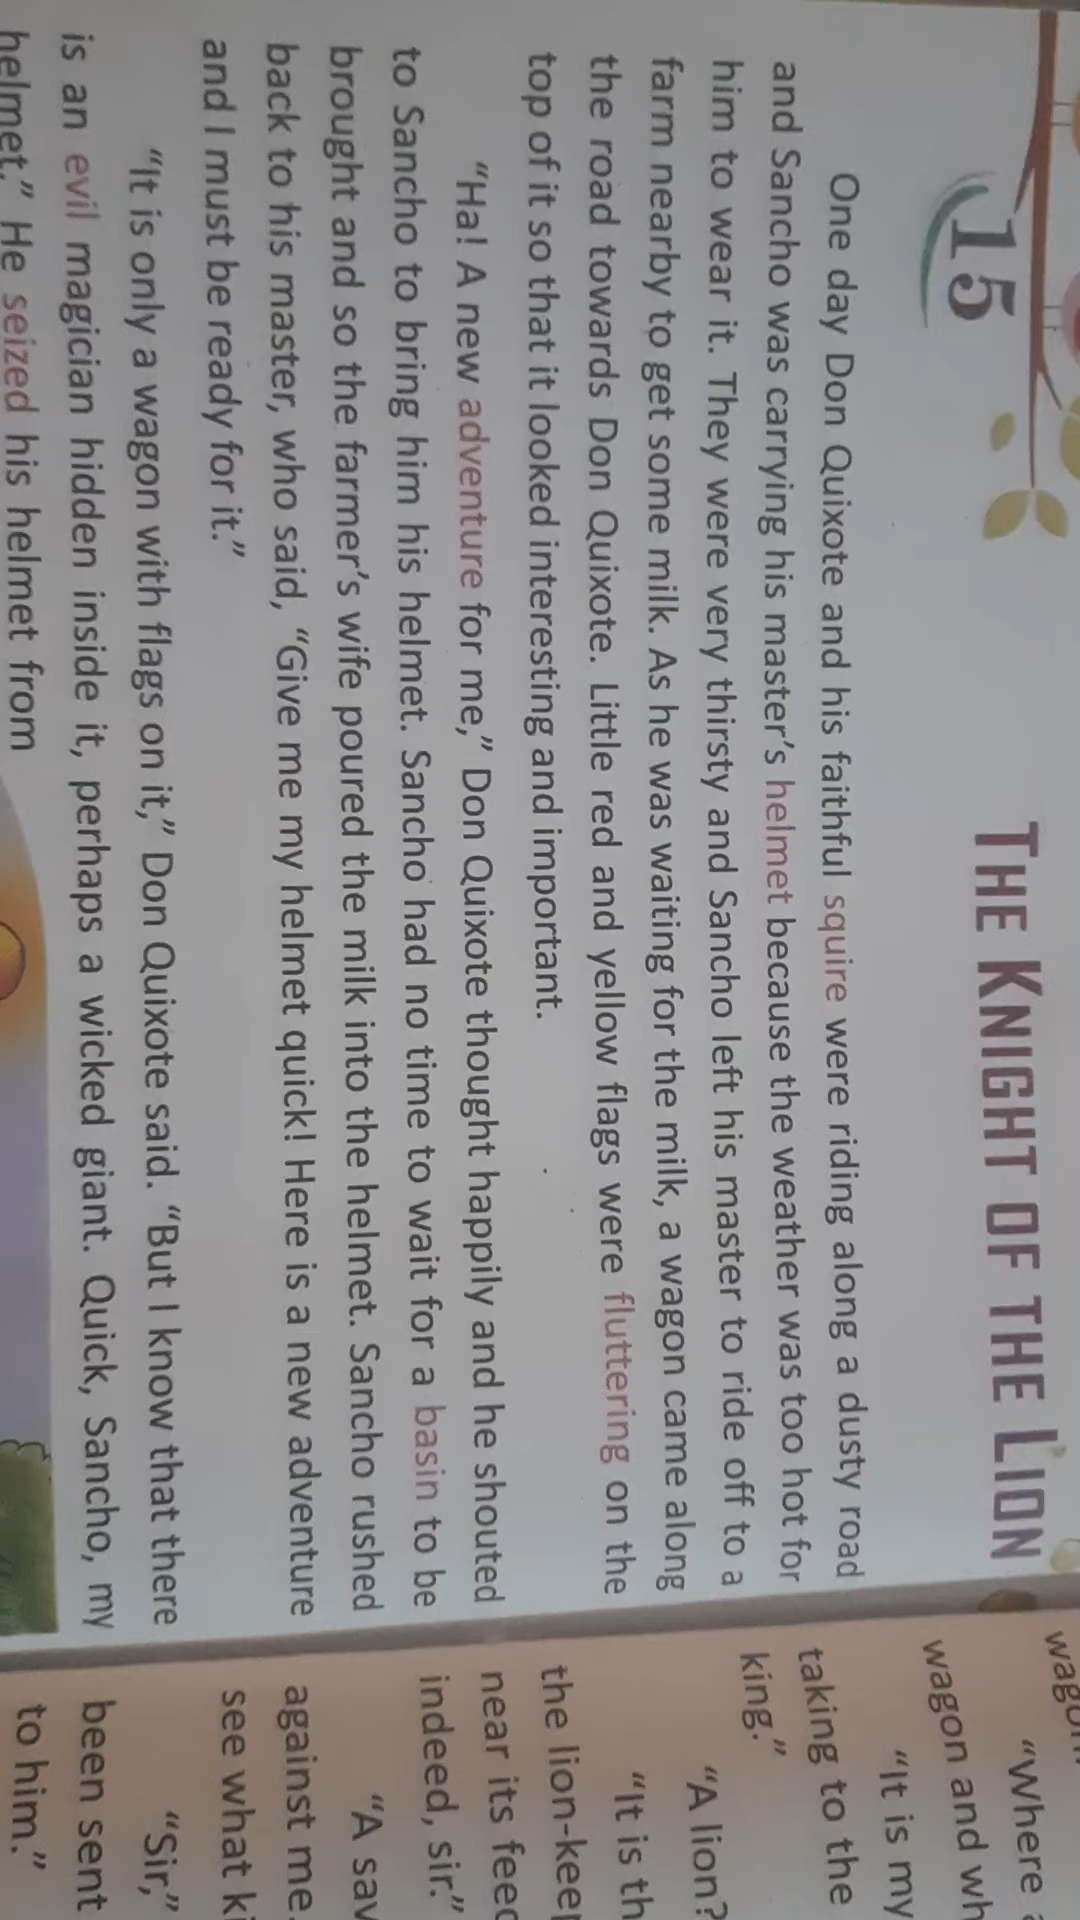 15
THE KNIGHT OF THE LION
One day Don Quixote and his faithful squire were riding along a dusty road
and Sancho was carrying his master's helmet because the weather was too hot for
him to wear it. They were very thirsty and Sancho left his master to ride off to a
farm nearby to get some milk. As he was waiting for the milk, a wagon came along
the road towards Don Quixote. Little red and yellow flags were fluttering on the
top of it so that it looked interesting and important.
"Ha! A new adventure for me," Don Quixote thought happily and he shouted
to Sancho to bring him his helmet. Sancho had no time to wait for a basin to be
brought and so the farmer's wife poured the milk into the helmet. Sancho rushed
back to his master, who said, "Give me my helmet quick! Here is a new adventure
and I must be ready for it."
"It is only a wagon with flags on it," Don Quixote said. "But I know that there
is an evil magician hidden inside it, perhaps a wicked giant. Quick, Sancho, my
helmet." He seized his helmet from
"Where
wagon and
"It is my
taking to the
king."
"A lion?
"It is
near its
indeed, sir."
"A
against me.
see what
"Sir,"
been sent
to him."